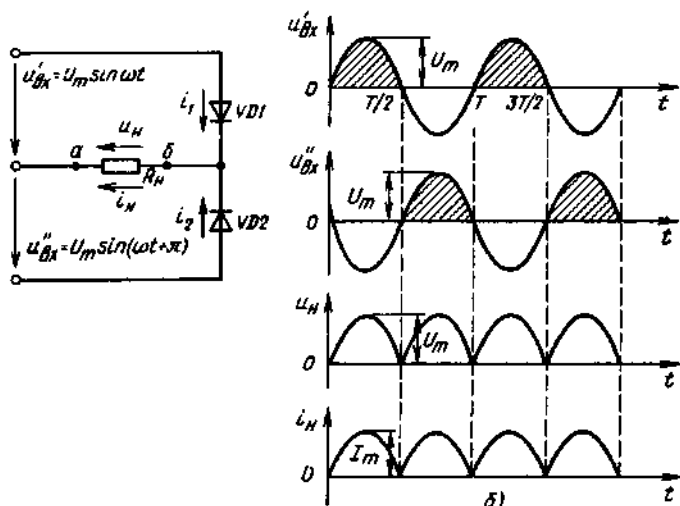 u'вх = Um sin ωt
i1
VD1
uн
а
б
Rн
iн
i2
VD2
u''вх = Um sin(ωt+π)
u'вх
Um
0
T/2
T
3T/2
t
u''вх
Um
0
t
uн
Um
0
t
iн
Im
0
t
б)